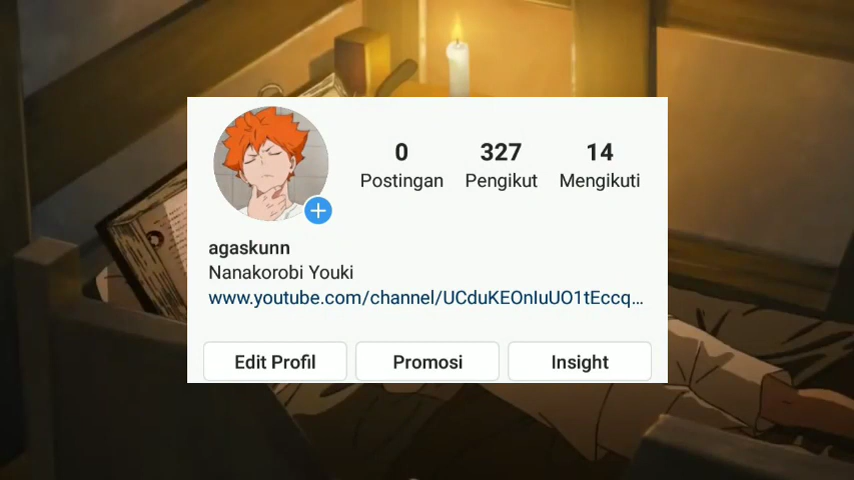 0 327 14
Postingan Pengikut Mengikuti
agaskunn
Nanakorobi Youki
www.youtube.com/channel/UCduKEOnIuUO1tEccq...
Edit Profil Promosi Insight